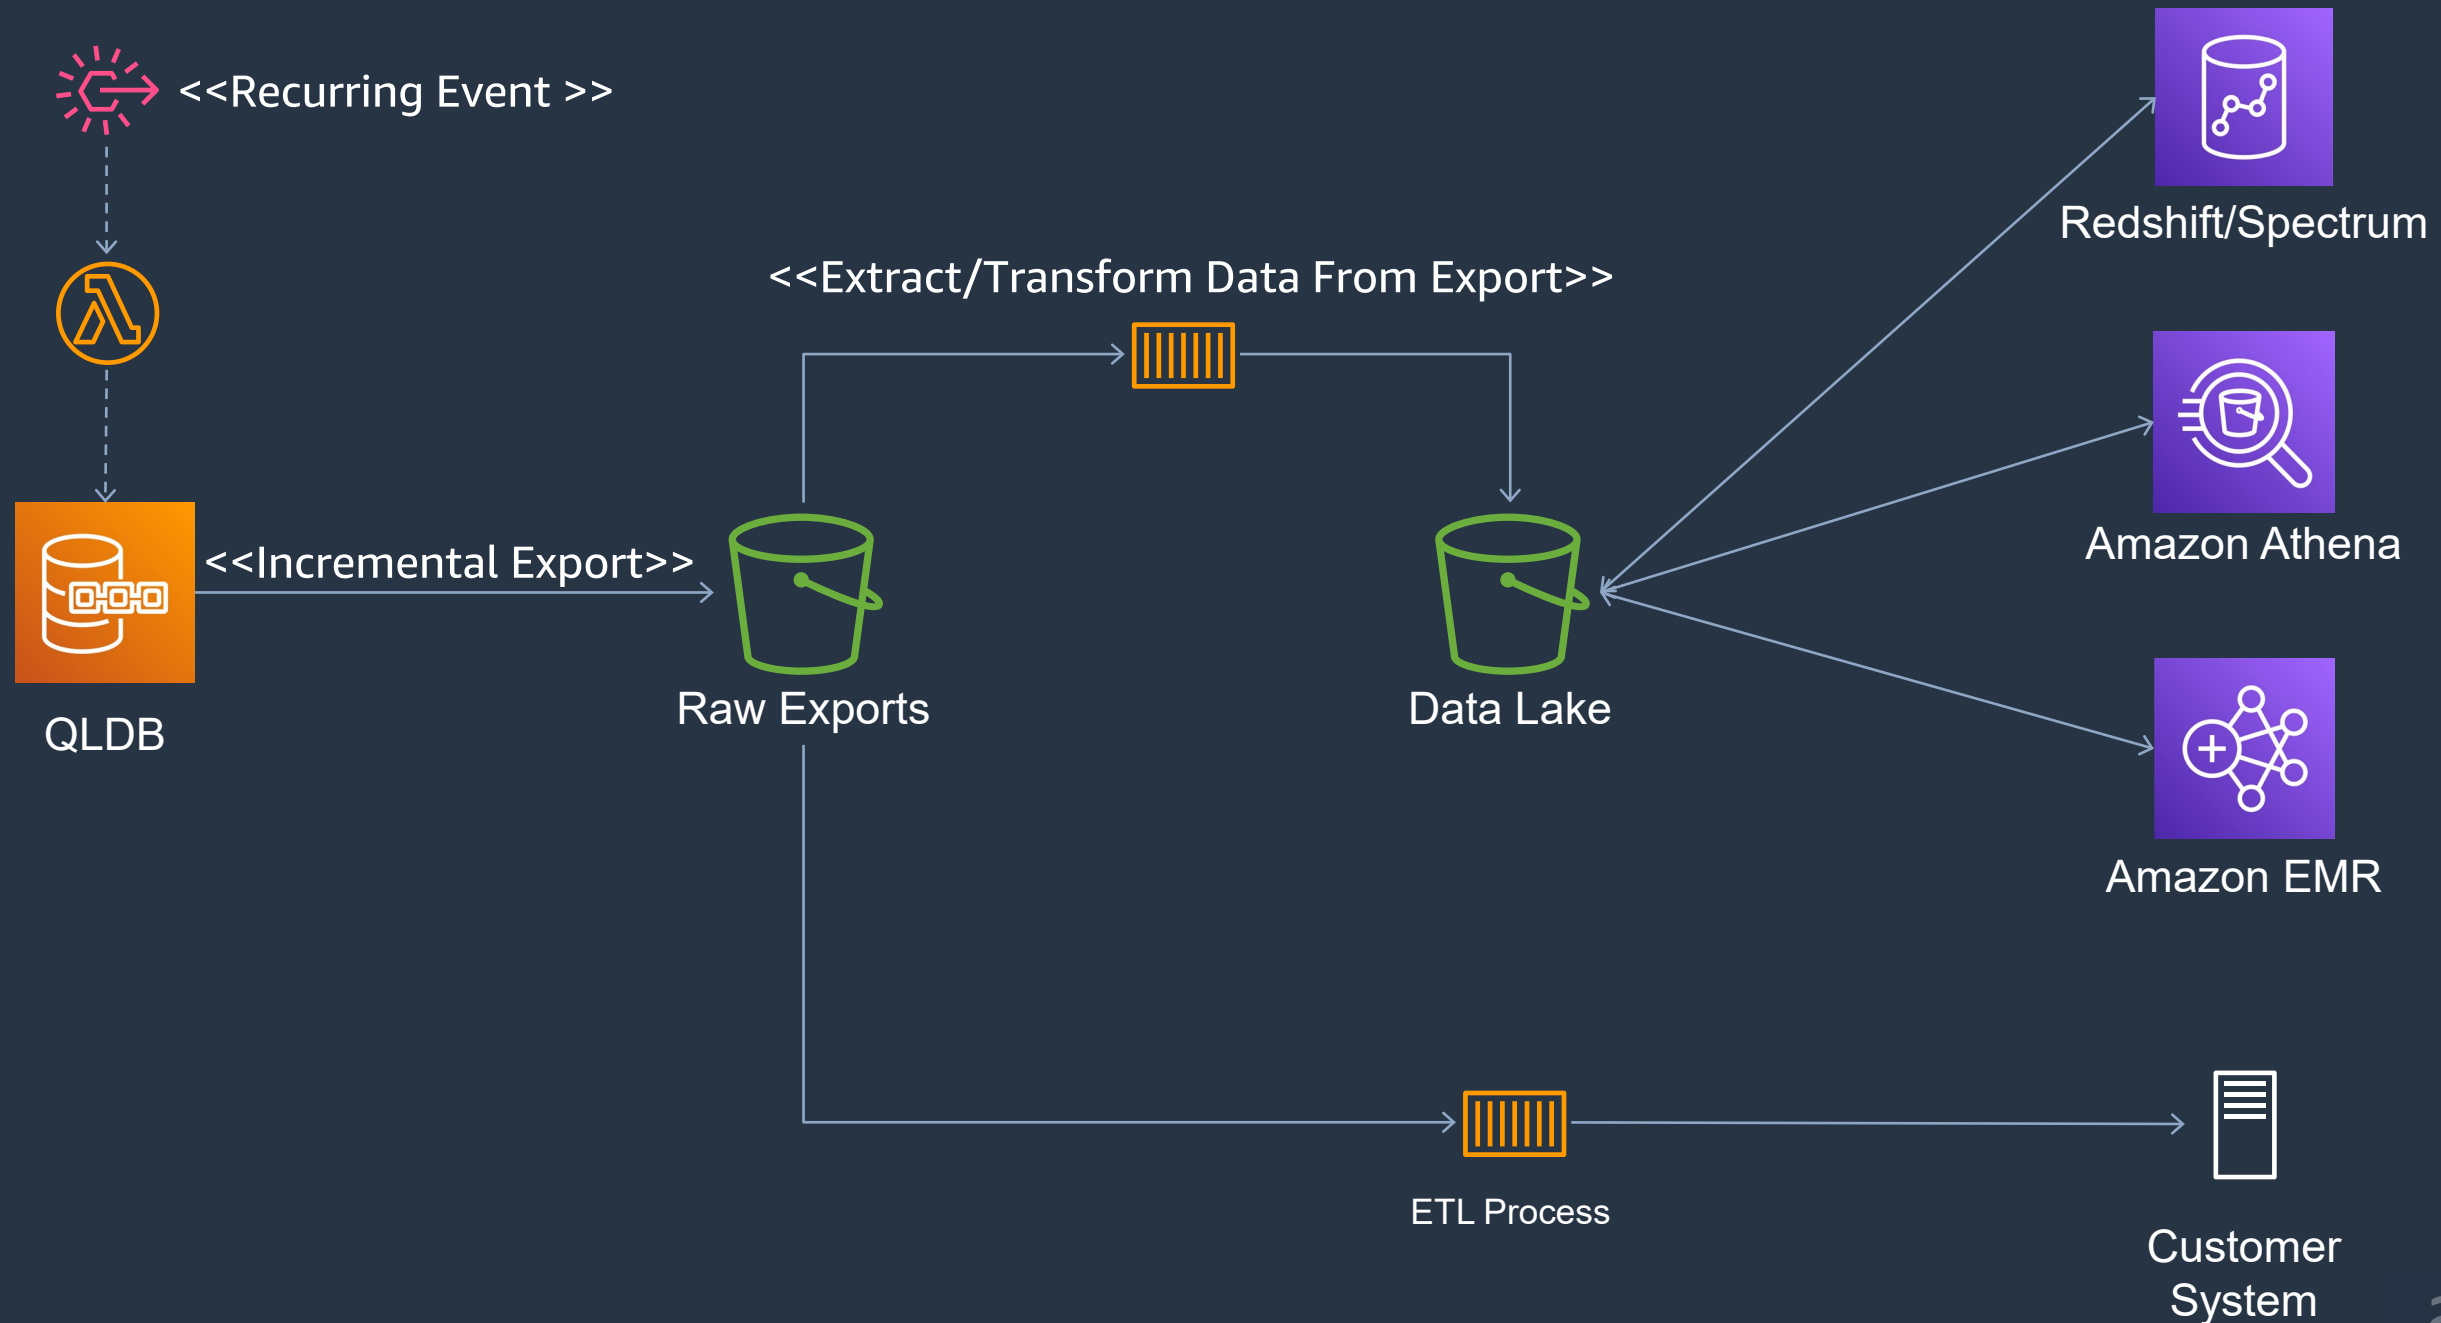 <<Recurring Event >>
Redshift/Spectrum
<<Extract/Transform Data From Export>>
Amazon Athena
<<Incremental Export>>
Raw Exports
Data Lake
QLDB
Amazon EMR
ETL Process
Customer
System